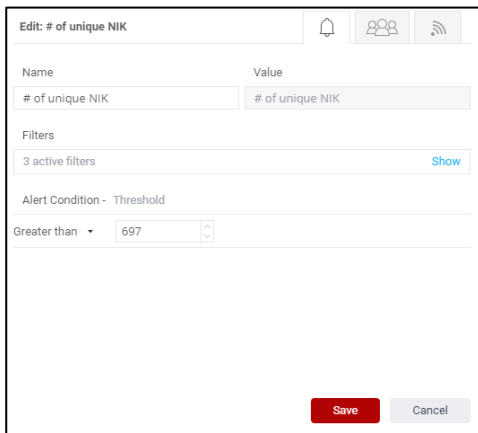 Edit: # of unique NIK
Name Value
# of unique NIK # of unique NIK
Filters
3 active filters Show
Alert Condition - Threshold
Greater than 697
Save Cancel